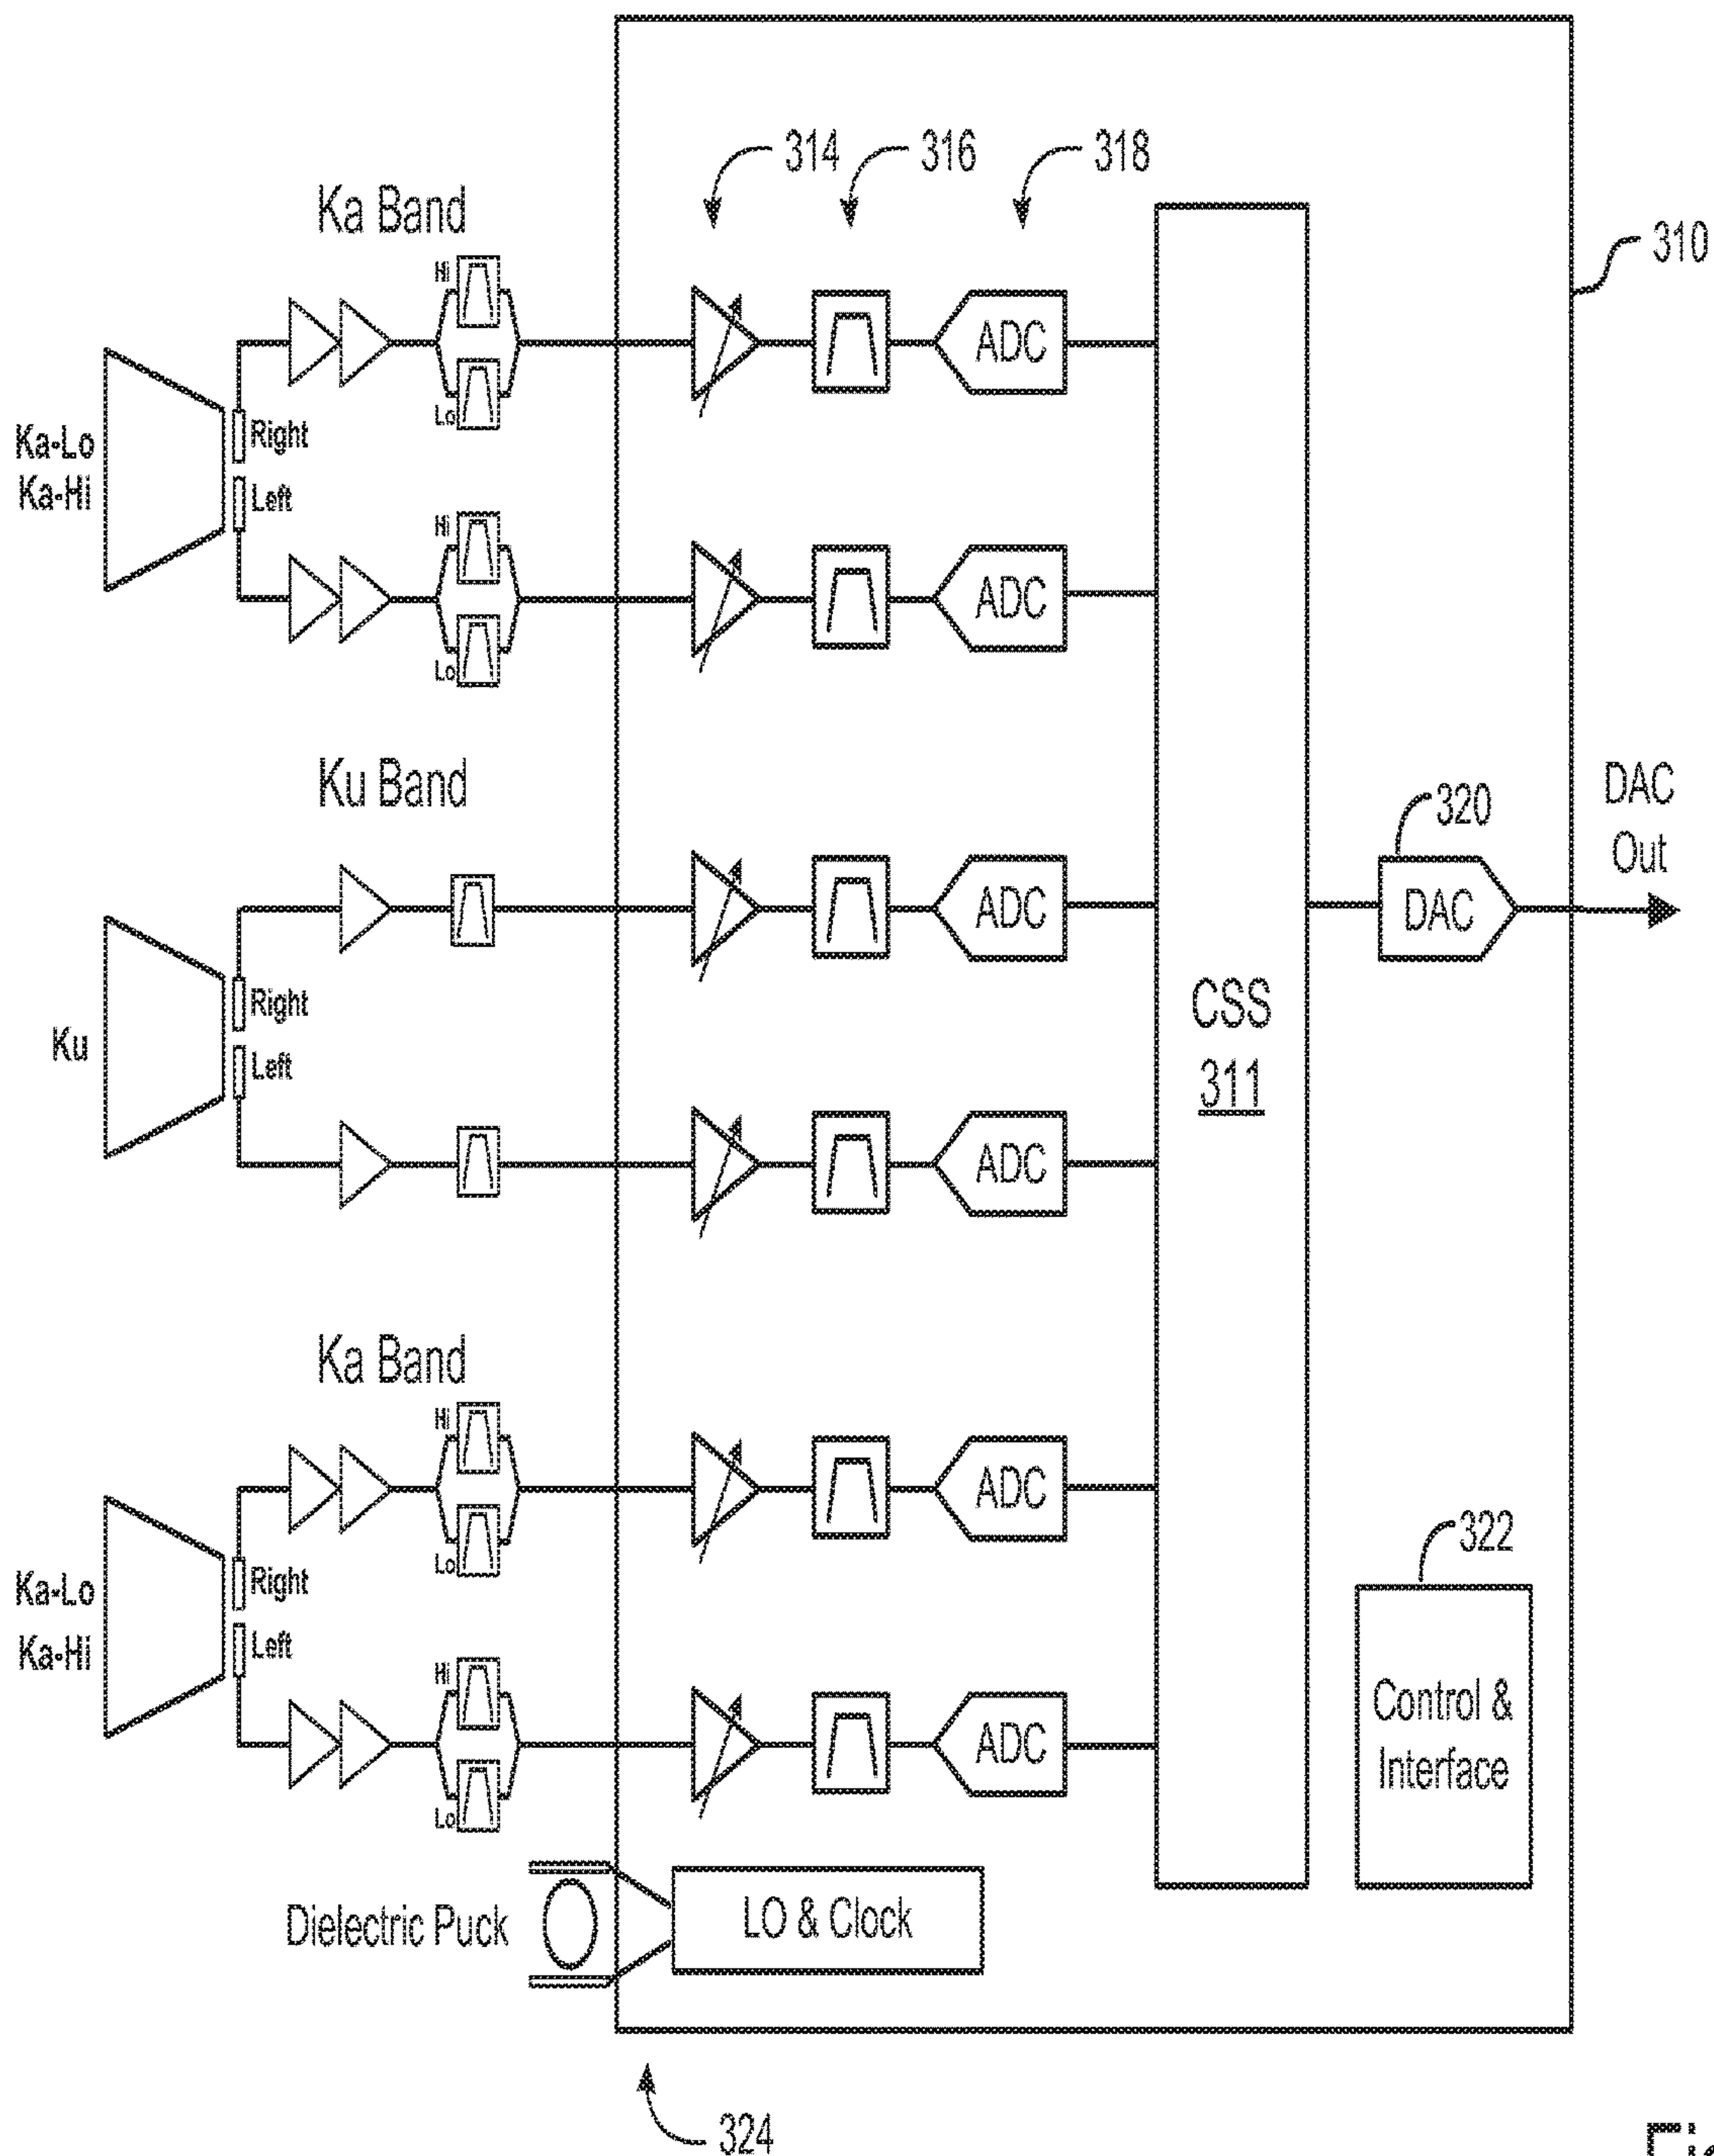 314
316
318
310
Ka Band
Hi
Lo
ADC
Ka-Lo
Ka-Hi
Right
Left
Hi
Lo
ADC
Ku Band
ADC
320
DAC
DAC
Out
Ku
Right
Left
CSS
311
ADC
Ka Band
Hi
Lo
ADC
322
Ka-Lo
Ka-Hi
Right
Left
Hi
Lo
ADC
Control &
Interface
Dielectric Puck
LO & Clock
324